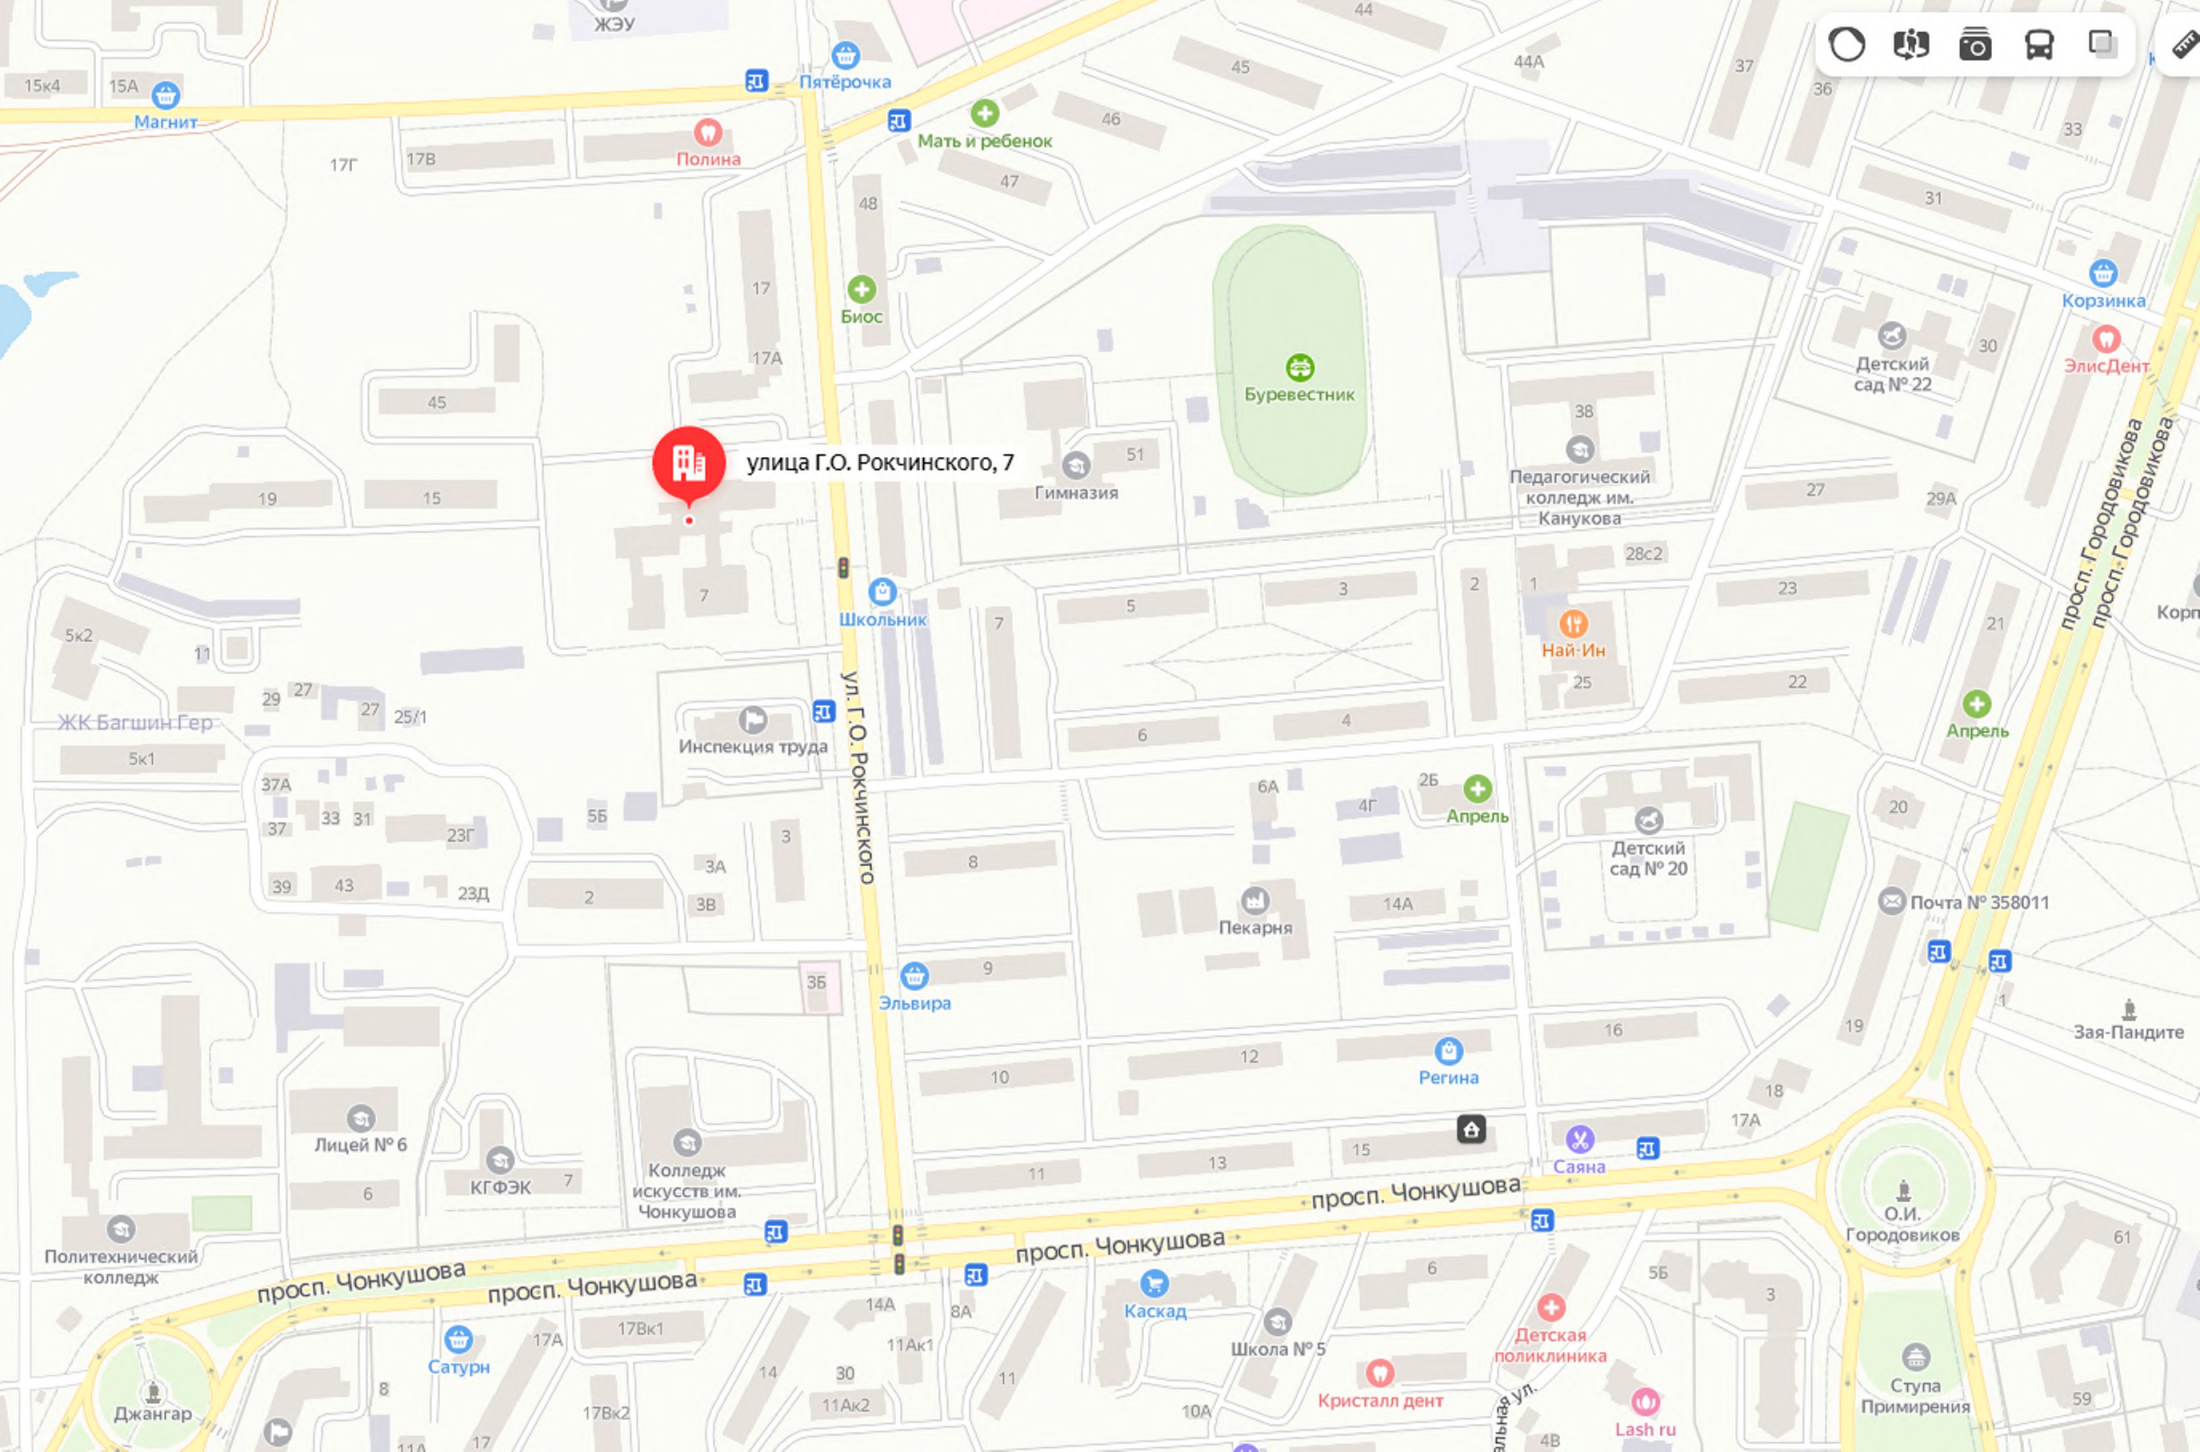 ЖЭУ
44
15к4
15А
Магнит
Пятёрочка
45
44А
37
36
33
Мать и ребенок
46
17Г
17В
Полина
47
48
31
17
Биос
17А
Буревестник
Детский
сад № 22
30
Корзинка
ЭлисДент
45
38
19
15
улица Г.О. Рокчинского, 7
51
Гимназия
Педагогический
колледж им.
Канукова
27
29А
просп. Городовикова
просп. Городовикова
28с2
7
Школьник
7
5
3
2
1
23
21
Най-Ин
25
22
Корп
5к2
11
29
27
27
25/1
ЖК Багшин Гер
5к1
Инспекция труда
ул. Г.О. Рокчинского
6
4
Апрель
37А
37
33
31
23Г
5Б
3
3А
3В
39
43
23Д
2
8
6А
4Г
2Б
Апрель
Детский
сад № 20
20
Пекарня
14А
Почта № 358011
3Б
Эльвира
9
1
Зая-Пандите
19
16
10
12
Регина
18
17А
Лицей № 6
6
КГФЭК
7
Колледж
искусств им.
Чонкушова
11
13
15
Саяна
Политехнический
колледж
просп. Чонкушова
просп. Чонкушова
просп. Чонкушова
просп. Чонкушова
О.И.
Городовиков
61
Джангар
Сатурн
17А
17Вк1
14А
8А
11Ак1
Каскад
Школа № 5
6
5Б
3
Детская
поликлиника
8
17
17Вк2
14
30
11Ак2
11
10А
11А
Кристалл дент
альная ул.
4В
Lash ru
Ступа
Примирения
59